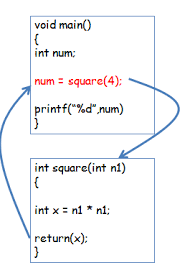 void main()
{
int num;
num = square(4);
printf("%d",num)
}
int square(int n1)
{
int x = n1 * n1;
return(x);
}